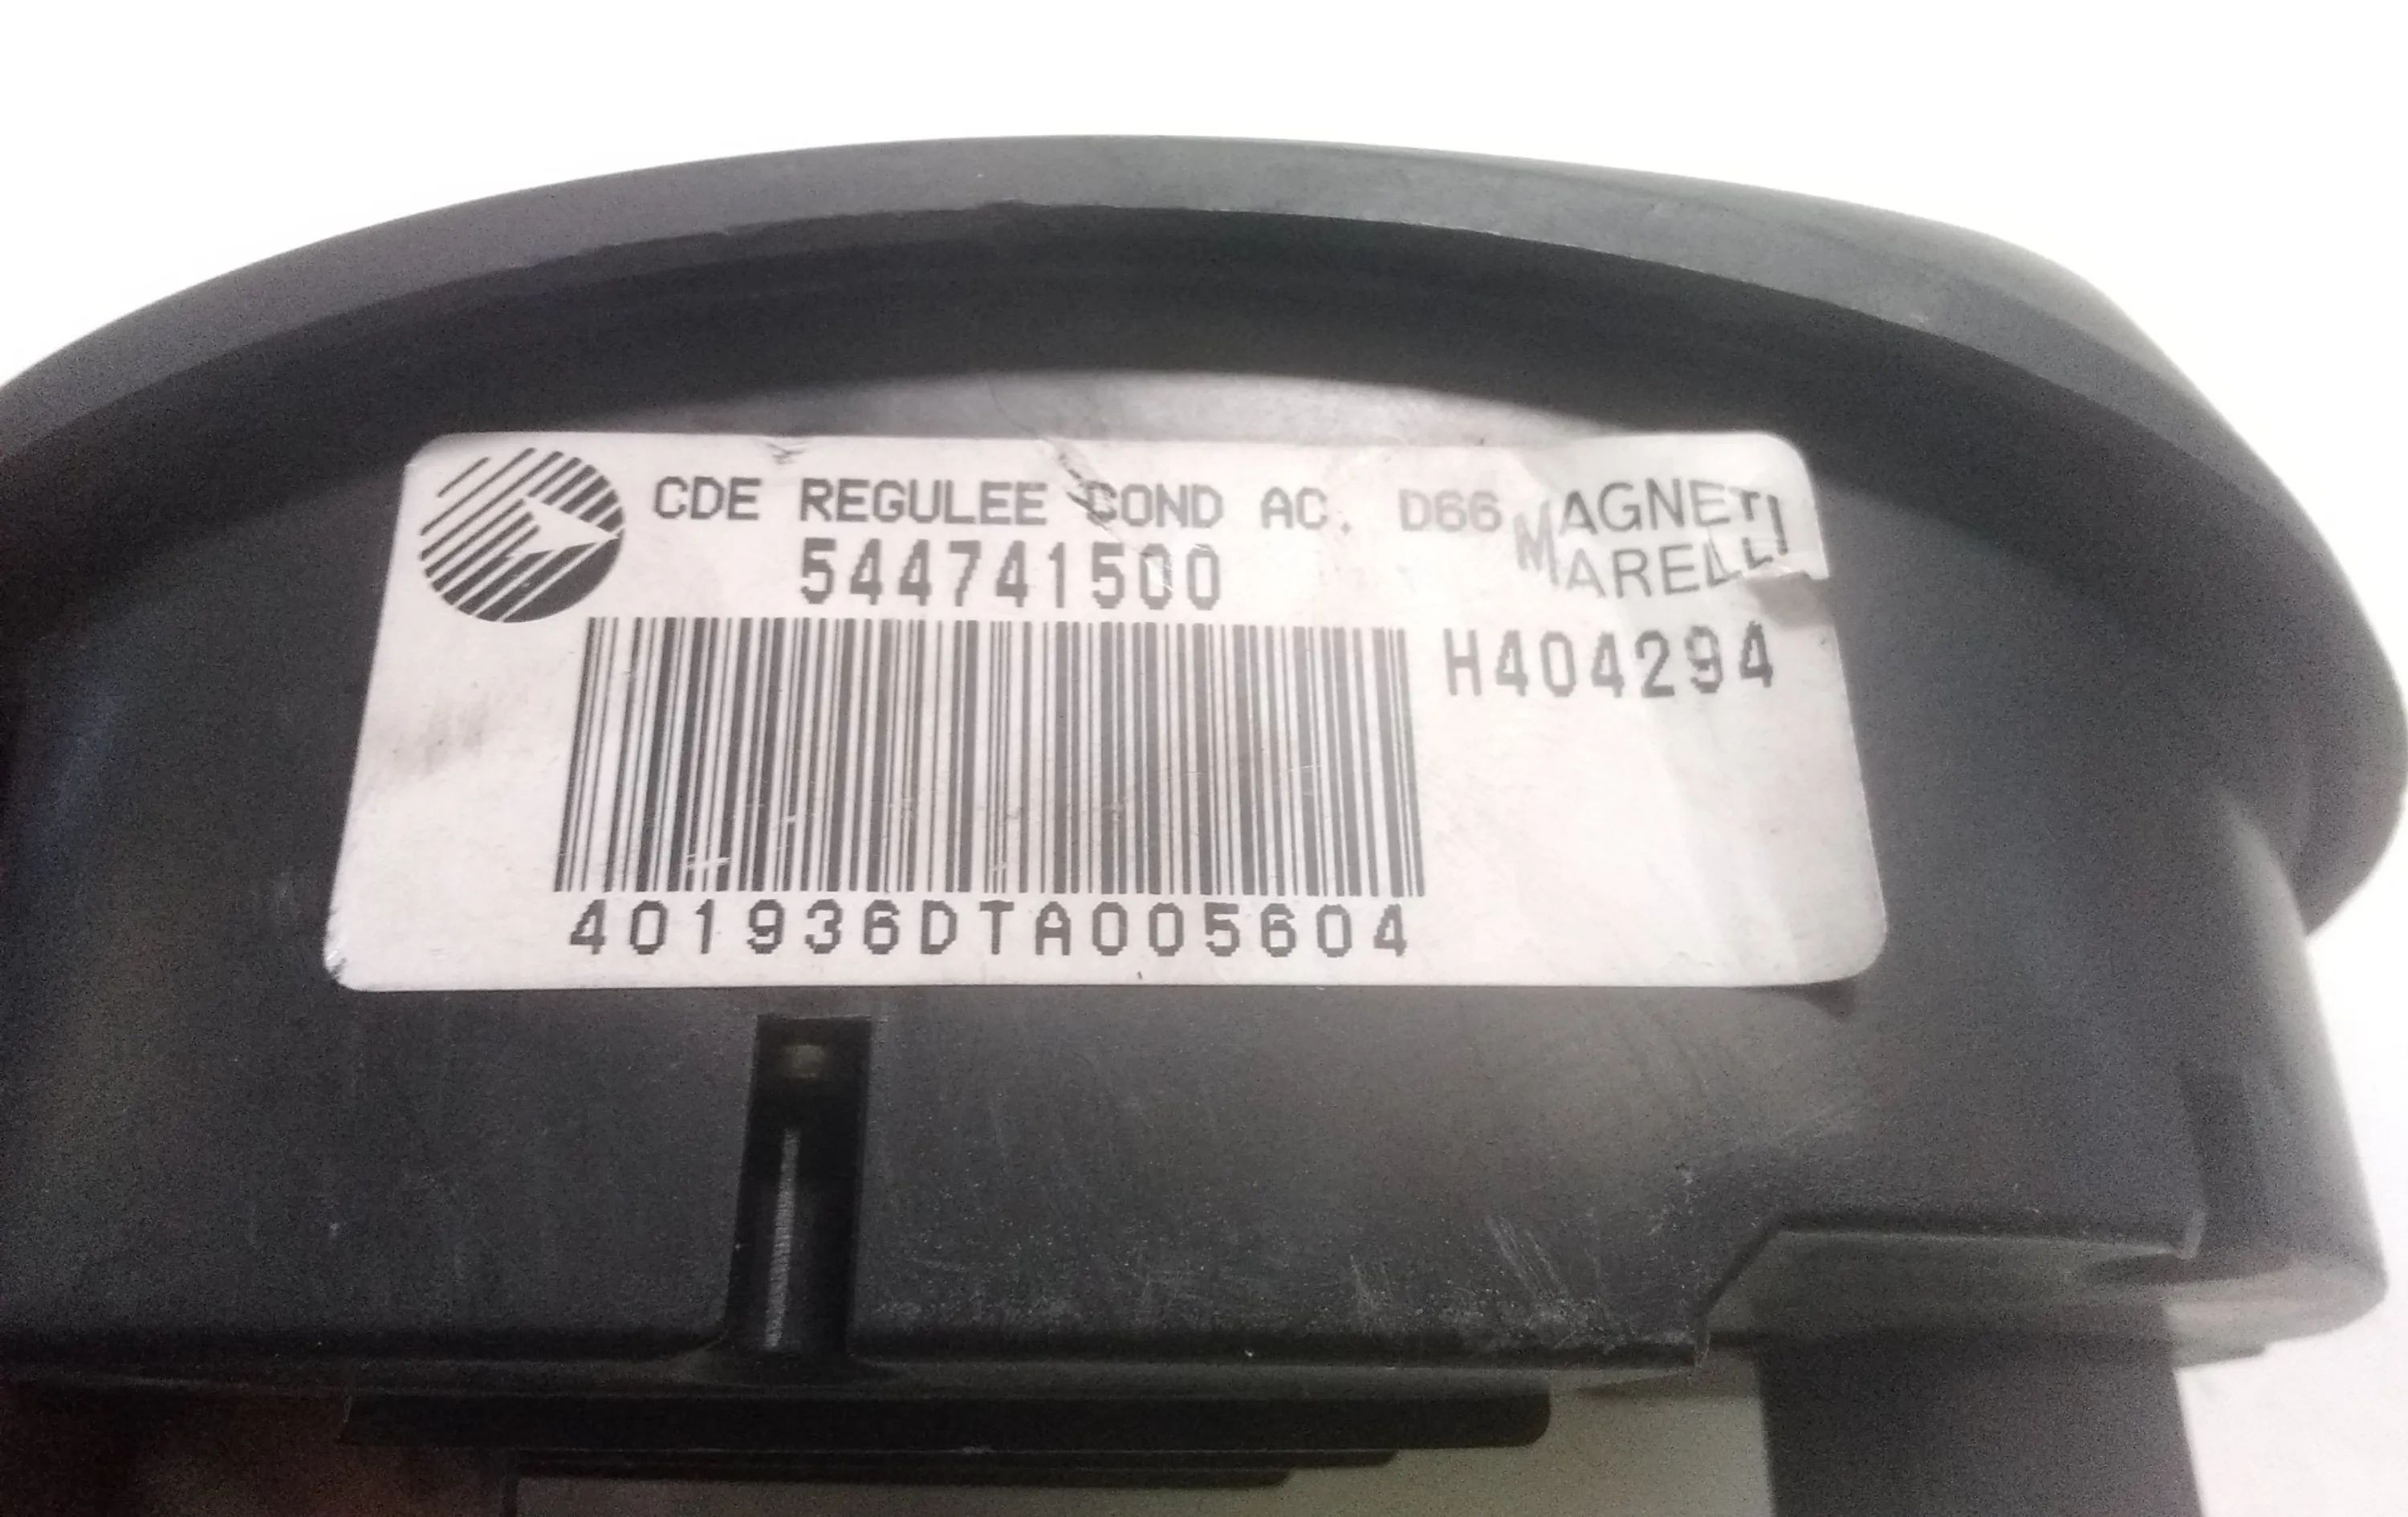 CDE REGULEE COND AC. D66
544741500
MAGNETI
MARELLI
H404294
401936DTA005604